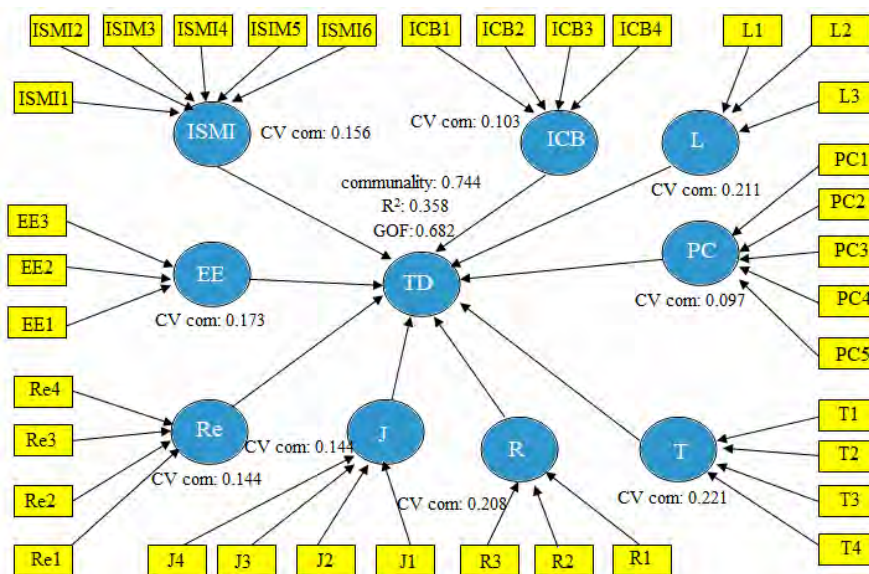 ISMI2
ISIM3
ISMI4
ISIM5
ISMI6
ICB1
ICB2
ICB3
ICB4
L1
L2
ISMI1
L3
ISMI
CV com: 0.156
CV com: 0.103
ICB
L
PC1
communality: 0.744
CV com: 0.211
PC2
R²: 0.358
EE3
GOF: 0.682
PC
PC3
EE2
EE
TD
CV com: 0.097
PC4
EE1
CV com: 0.173
PC5
Re4
T1
Re3
Re
CV com: 0.144
J
R
T
T2
CV com: 0.144
Re2
CV com: 0.208
CV com: 0.221
T3
Re1
J4
J3
J2
J1
R3
R2
R1
T4